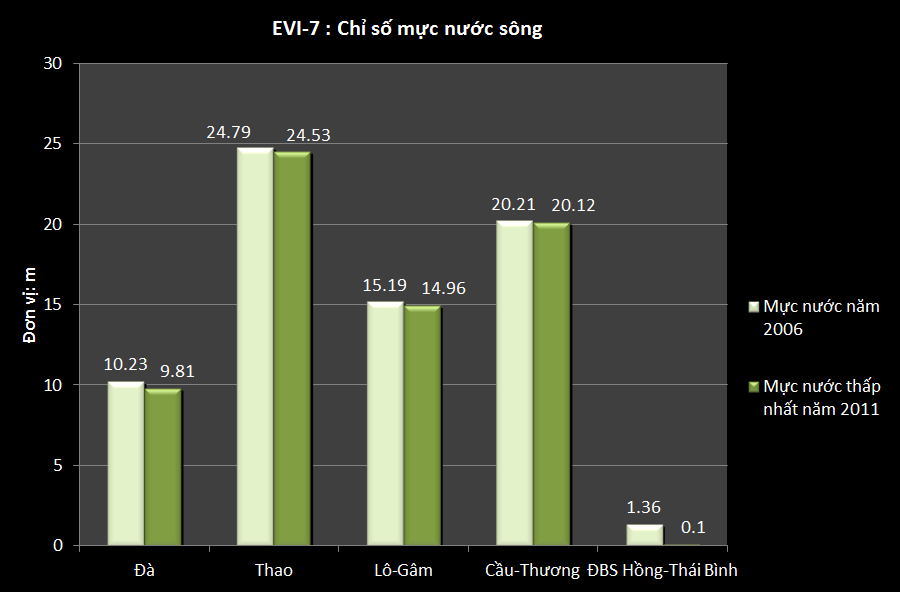 EVI-7 : Chỉ số mực nước sông
Đơn vị: m
30
25
20
15
10
5
0
10.23
9.81
24.79
24.53
15.19
14.96
20.21
20.12
1.36
0.1
Đà
Thao
Lô-Gâm
Cầu-Thương
ĐBS Hồng-Thái Bình
Mực nước năm
2006
Mực nước thấp
nhất năm 2011